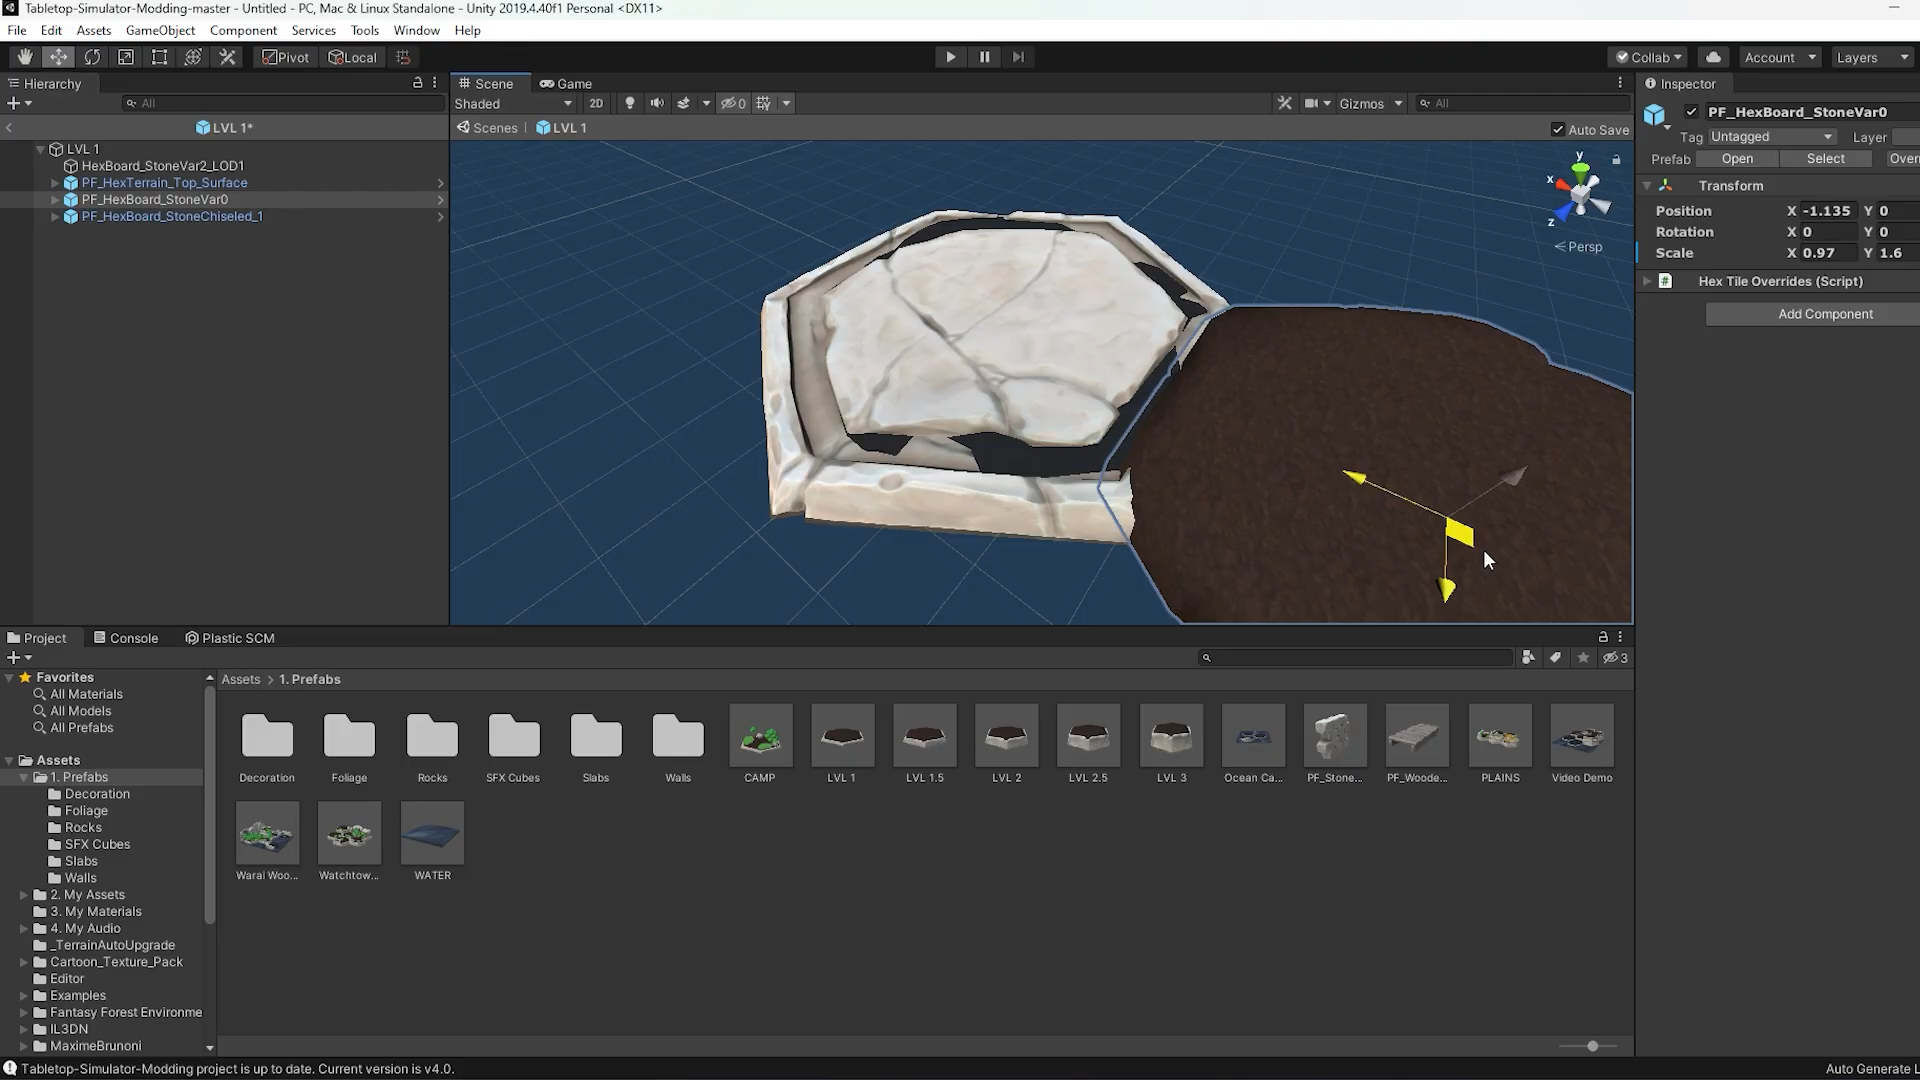 Tabletop-Simulator-Modding-master - Untitled - PC, Mac & Linux Standalone - Unity 2019.4.40f1 Personal <DX11>
File Edit Assets GameObject Component Services Tools Window Help
Pivot Local Collab Account Layers
Hierarchy
All
LVL 1*
LVL 1
HexBoard_StoneVar2_LOD1
PF_HexTerrain_Top_Surface
PF_HexBoard_StoneVar0
PF_HexBoard_StoneChiseled_1
Scene Game
Shaded 2D 0 Gizmos All
Scenes LVL 1 Auto Save
y
x
z
Persp
Inspector
PF_HexBoard_StoneVar0
Tag Untagged Layer
Prefab Open Select Over
Transform
Position X -1.135 Y 0
Rotation X 0 Y 0
Scale X 0.97 Y 1.6
# Hex Tile Overrides (Script)
Add Component
Project Console Plastic SCM
3
Favorites
All Materials
All Models
All Prefabs
Assets
1. Prefabs
Decoration
Foliage
Rocks
SFX Cubes
Slabs
Walls
2. My Assets
3. My Materials
4. My Audio
_TerrainAutoUpgrade
Cartoon_Texture_Pack
Editor
Examples
Fantasy Forest Environme
IL3DN
MaximeBrunoni
Assets > 1. Prefabs
Decoration Foliage Rocks SFX Cubes Slabs Walls CAMP LVL 1 LVL 1.5 LVL 2 LVL 2.5 LVL 3 Ocean Ca... PF_Stone... PF_Woode... PLAINS Video Demo
Waral Woo... Watchtow... WATER
Tabletop-Simulator-Modding project is up to date. Current version is v4.0.
Auto Generate L